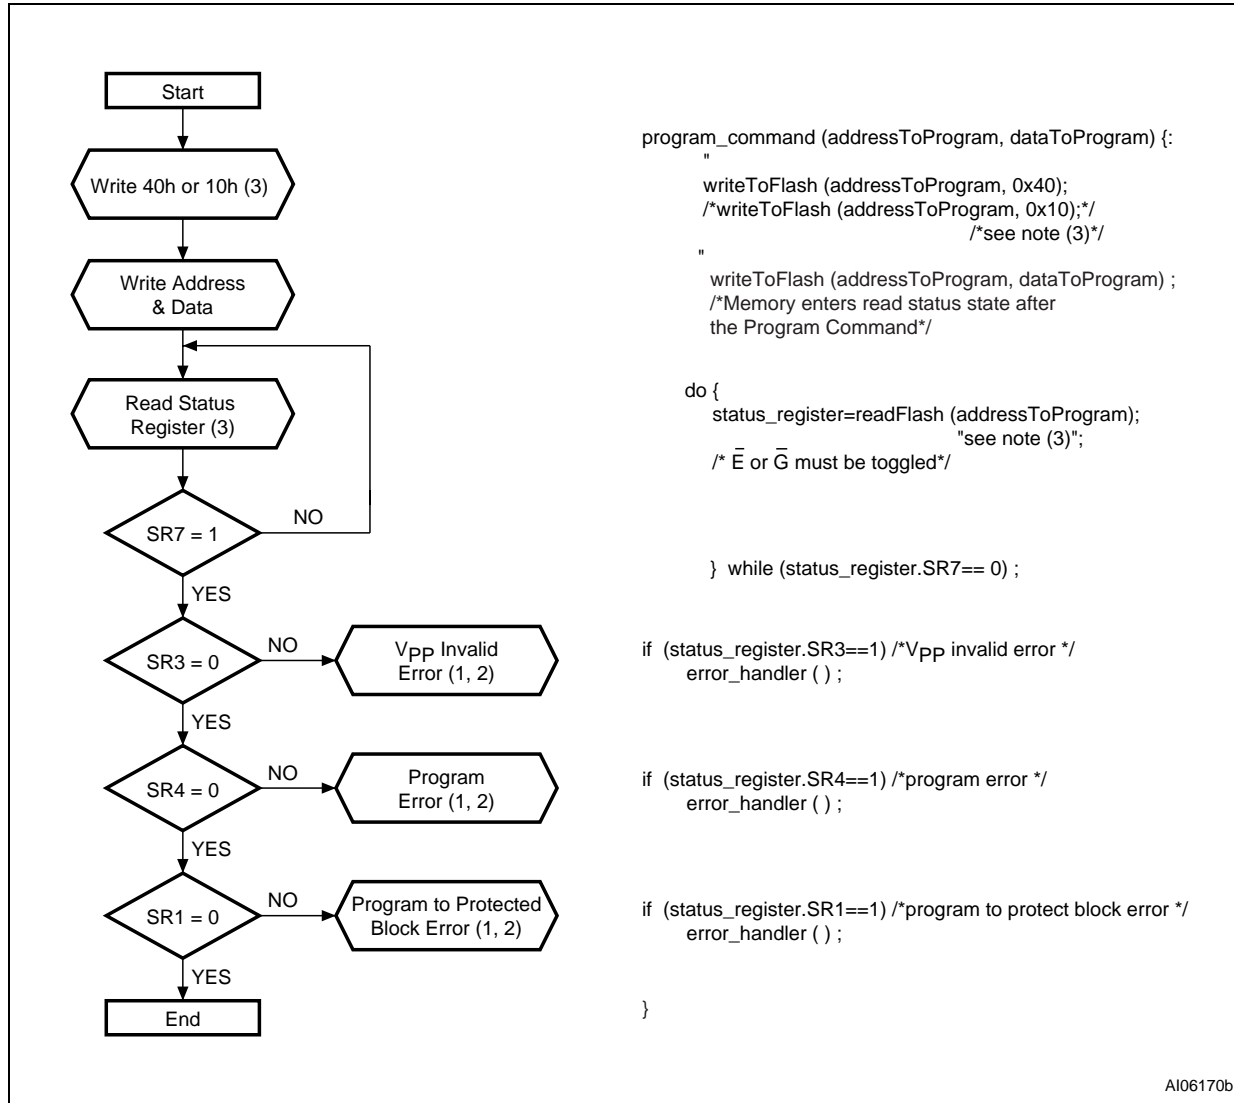 Start
Write 40h or 10h (3)
Write Address
& Data
Read Status
Register (3)
SR7 = 1
NO
YES
SR3 = 0
NO
VPP Invalid
Error (1, 2)
YES
SR4 = 0
NO
Program
Error (1, 2)
YES
SR1 = 0
NO
Program to Protected
Block Error (1, 2)
YES
End
program_command (addressToProgram, dataToProgram) {:
"
writeToFlash (addressToProgram, 0x40);
/*writeToFlash (addressToProgram, 0x10);*/
/*see note (3)*/
"
writeToFlash (addressToProgram, dataToProgram) ;
/*Memory enters read status state after
the Program Command*/
do {
status_register=readFlash (addressToProgram);
"see note (3)";
/* E̅ or G̅ must be toggled*/
} while (status_register.SR7== 0) ;
if (status_register.SR3==1) /*VPP invalid error */
error_handler ( ) ;
if (status_register.SR4==1) /*program error */
error_handler ( ) ;
if (status_register.SR1==1) /*program to protect block error */
error_handler ( ) ;
}
AI06170b